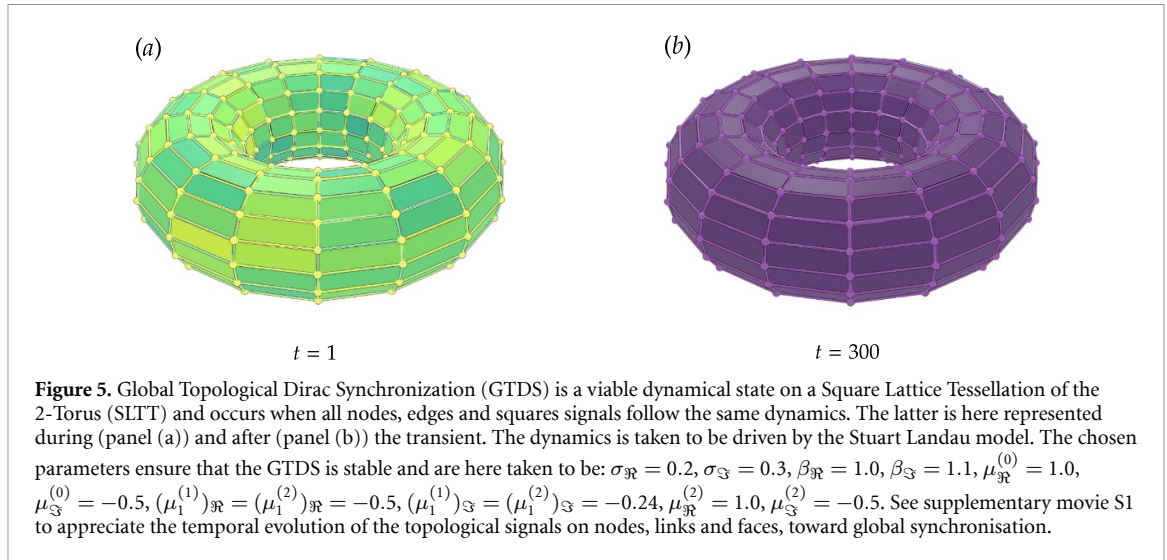 (a)
(b)
t = 1
t = 300
Figure 5. Global Topological Dirac Synchronization (GTDS) is a viable dynamical state on a Square Lattice Tessellation of the
2-Torus (SLTT) and occurs when all nodes, edges and squares signals follow the same dynamics. The latter is here represented
during (panel (a)) and after (panel (b)) the transient. The dynamics is taken to be driven by the Stuart Landau model. The chosen
parameters ensure that the GTDS is stable and are here taken to be: σ_ℜ = 0.2, σ_ℑ = 0.3, β_ℜ = 1.0, β_ℑ = 1.1, μ_ℜ^(0) = 1.0,
μ_ℑ^(0) = −0.5, (μ_1^(1))_ℜ = (μ_1^(2))_ℜ = −0.5, (μ_1^(1))_ℑ = (μ_1^(2))_ℑ = −0.24, μ_ℜ^(2) = 1.0, μ_ℑ^(2) = −0.5. See supplementary movie S1
to appreciate the temporal evolution of the topological signals on nodes, links and faces, toward global synchronisation.